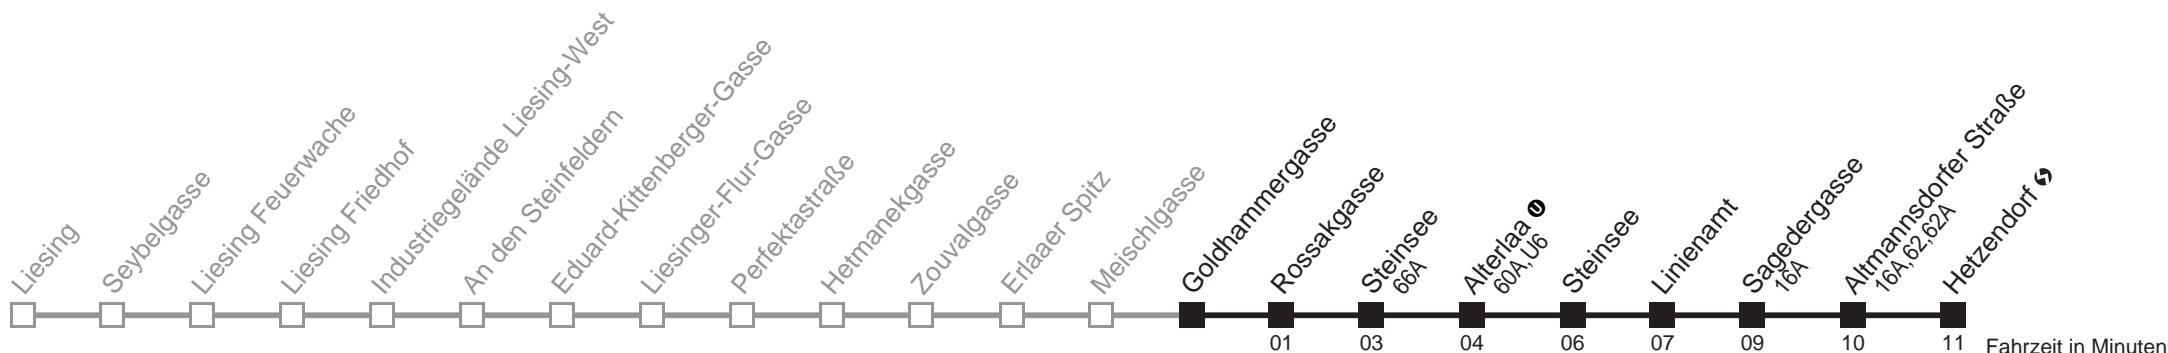 Liesing
Seybelgasse
Liesing Feuerwache
Liesing Friedhof
Industriegelände Liesing-West
An den Steinfeldern
Eduard-Kittenberger-Gasse
Liesinger-Flur-Gasse
Perfektastraße
Hetmanekgasse
Zouvalgasse
Erlaaer Spitz
Meischlgasse
Goldhammergasse
Rossakgasse
Steinsee
66A
Alterlaa U
60A,U6
Steinsee
Linienamt
Sagedergasse
16A
Altmannsdorfer Straße
16A,62,62A
Hetzendorf
01 03 04 06 07 09 10 11 Fahrzeit in Minuten